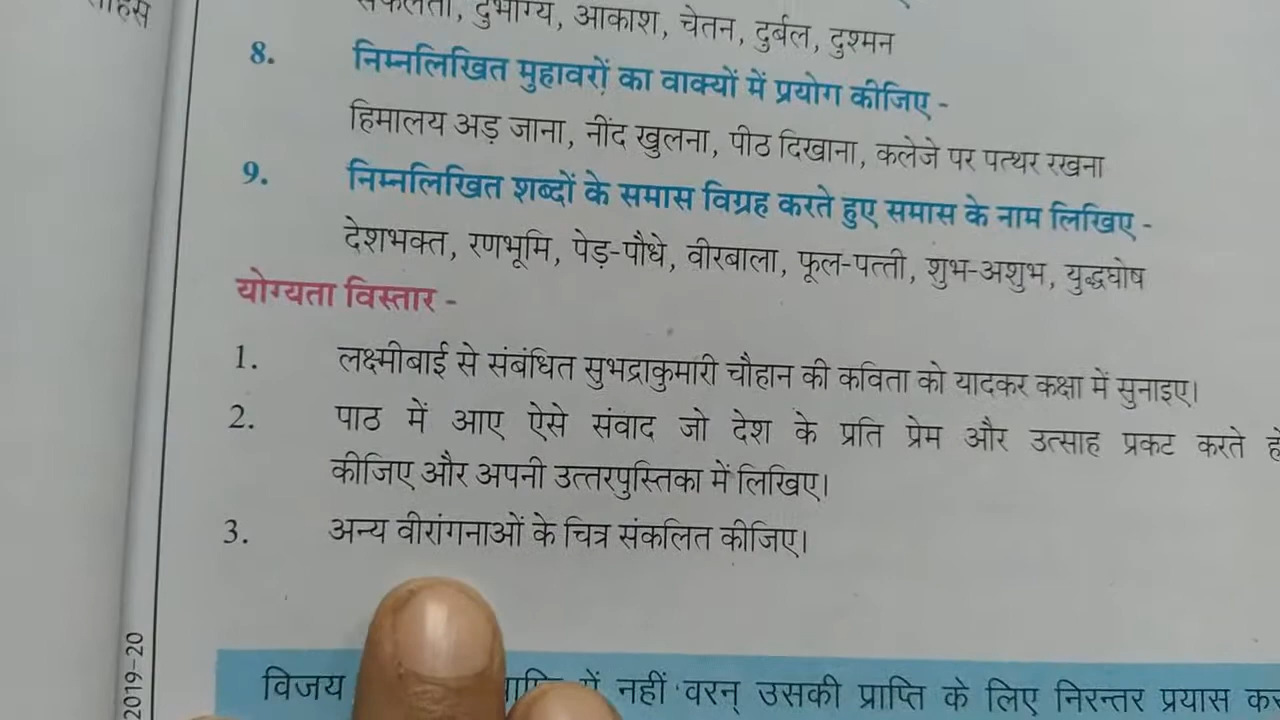 साहस
सफलता, दुर्भाग्य, आकाश, चेतन, दुर्बल, दुश्मन
8. निम्नलिखित मुहावरों का वाक्यों में प्रयोग कीजिए -
हिमालय अड़ जाना, नींद खुलना, पीठ दिखाना, कलेजे पर पत्थर रखना
9. निम्नलिखित शब्दों के समास विग्रह करते हुए समास के नाम लिखिए -
देशभक्त, रणभूमि, पेड़-पौधे, वीरबाला, फूल-पत्ती, शुभ-अशुभ, युद्धघोष
योग्यता विस्तार -
1. लक्ष्मीबाई से संबंधित सुभद्राकुमारी चौहान की कविता को यादकर कक्षा में सुनाइए।
2. पाठ में आए ऐसे संवाद जो देश के प्रति प्रेम और उत्साह प्रकट करते
कीजिए और अपनी उत्तरपुस्तिका में लिखिए।
3. अन्य वीरांगनाओं के चित्र संकलित कीजिए।
विजय में नहीं वरन् उसकी प्राप्ति के लिए निरन्तर प्रयास
2019-20